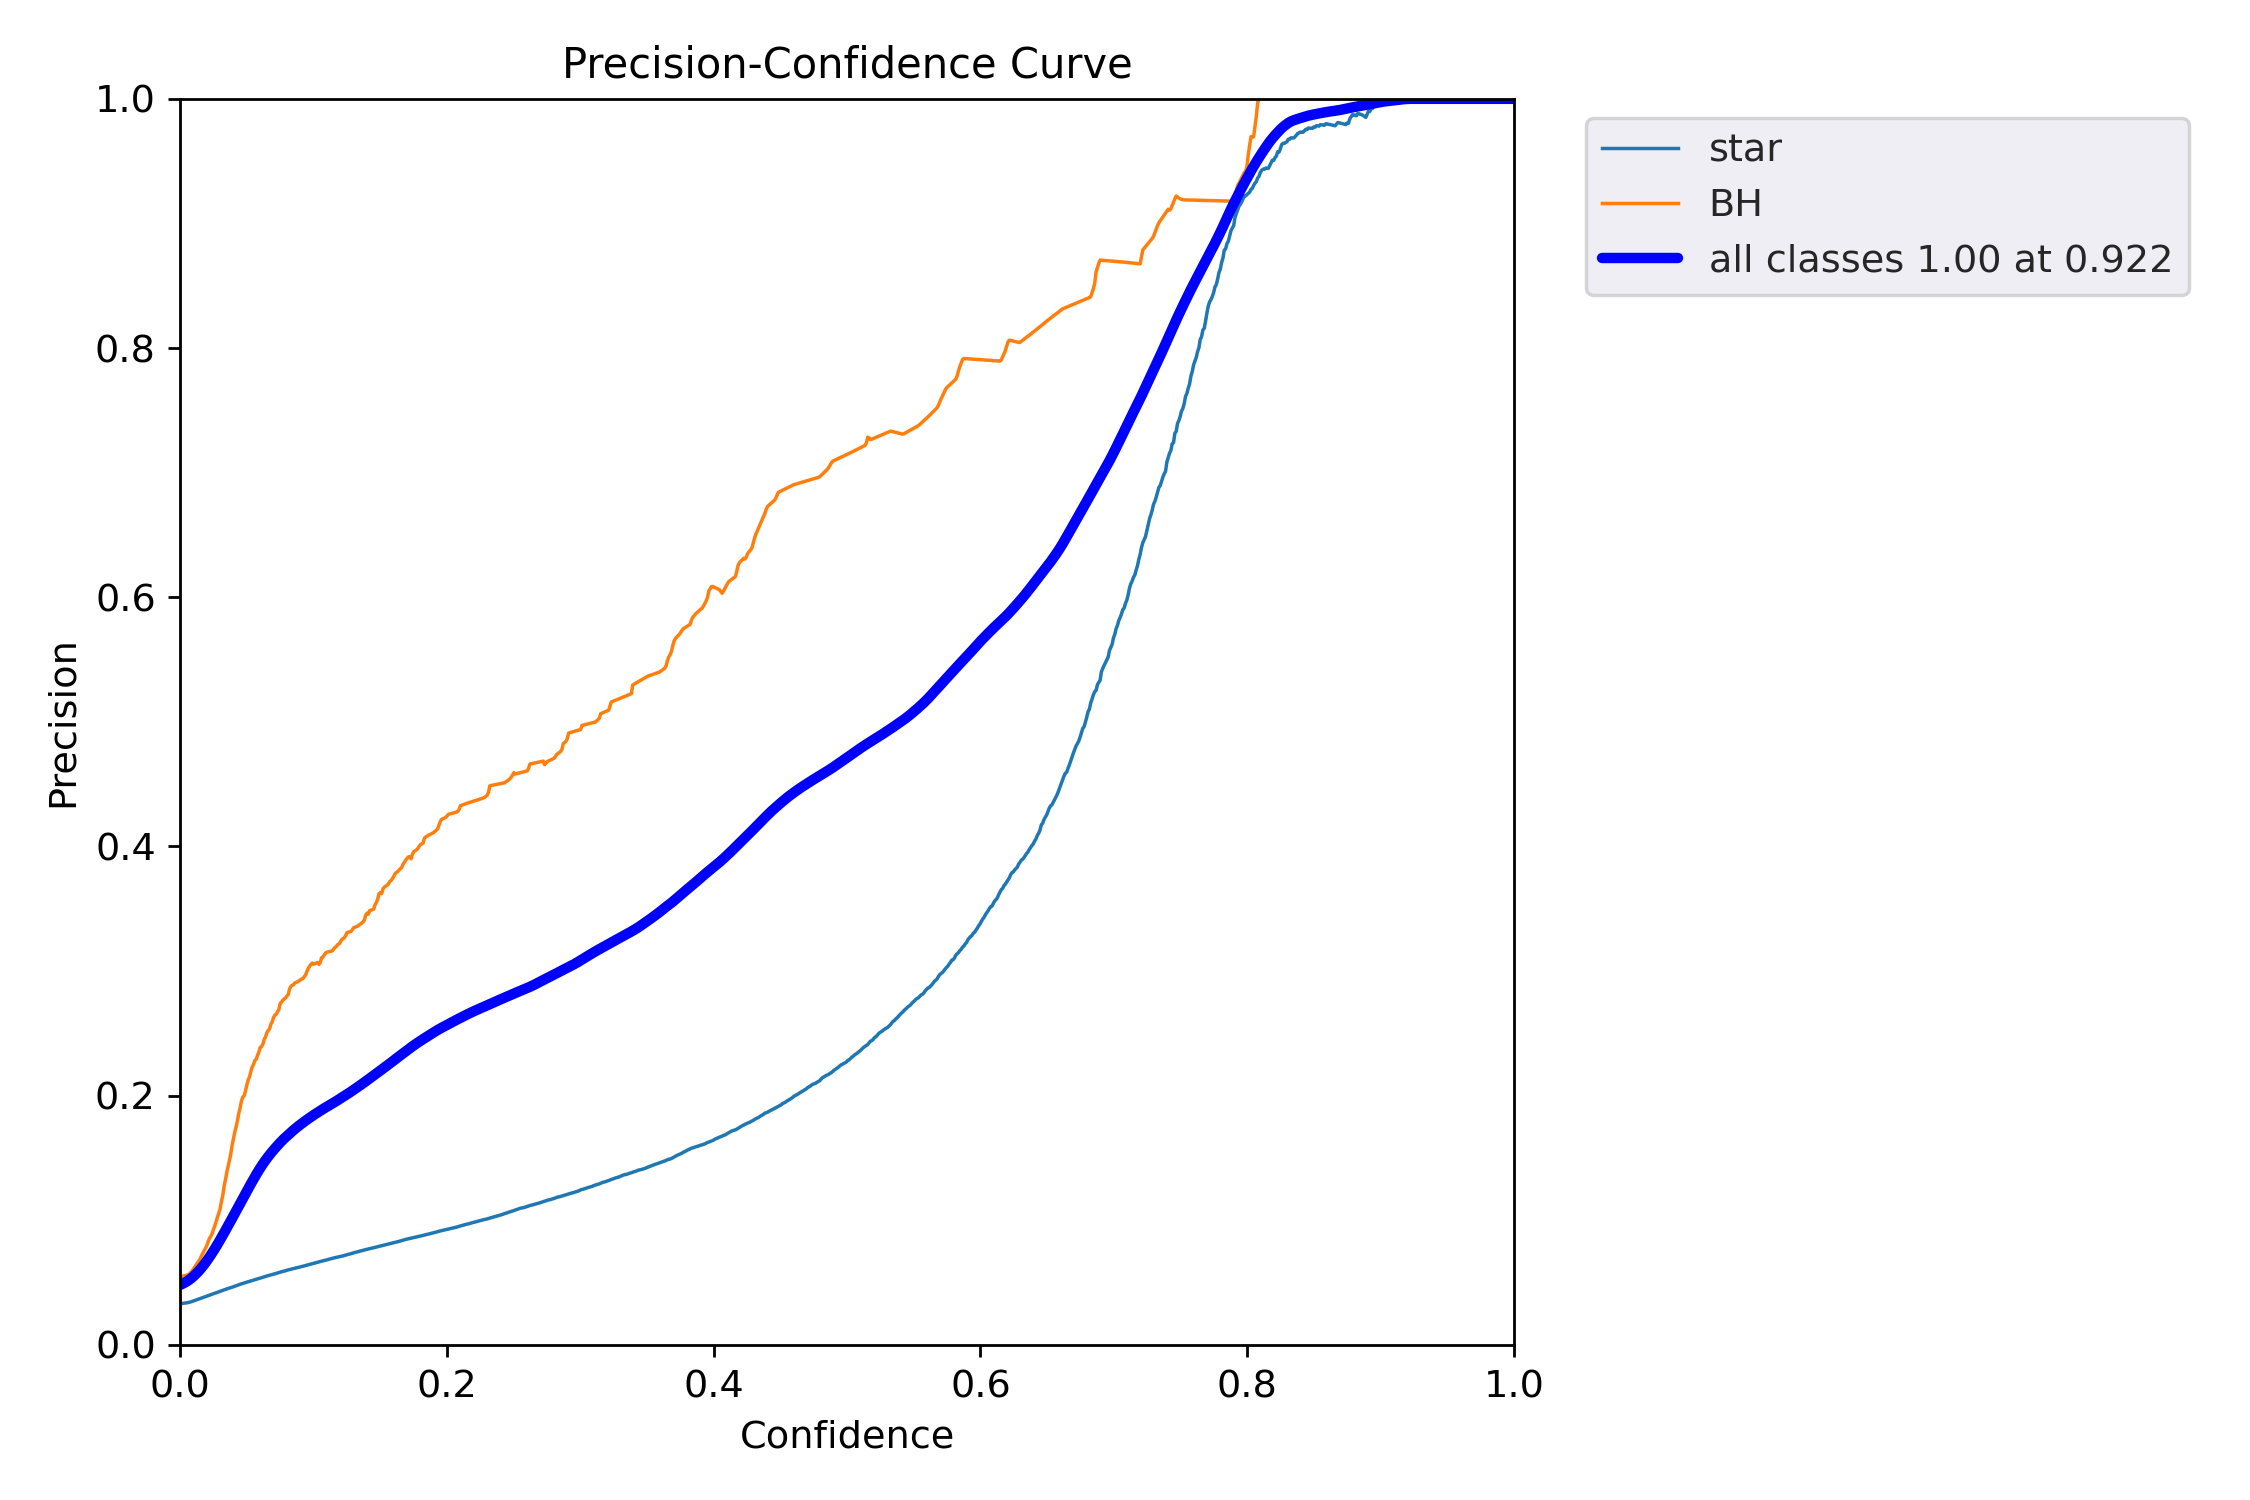 Precision-Confidence Curve
1.0
0.8
0.6
0.4
0.2
0.0
Precision
0.0 0.2 0.4 0.6 0.8 1.0
Confidence
star
BH
all classes 1.00 at 0.922